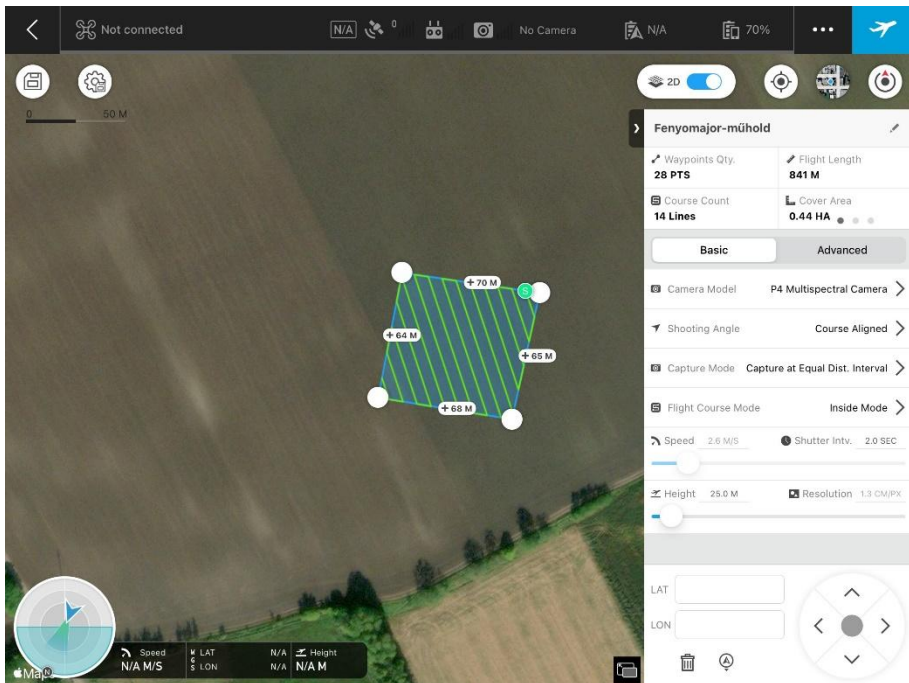 Not connected N/A 0 No Camera N/A 70% •••
2D
0 50 M
Fenyomajor-műhold
Waypoints Qty. Flight Length
28 PTS 841 M
Course Count Cover Area
14 Lines 0.44 HA
Basic Advanced
+ 70 M
S
Camera Model P4 Multispectral Camera
+ 64 M
Shooting Angle Course Aligned
+ 65 M
Capture Mode Capture at Equal Dist. Interval
+ 68 M
Flight Course Mode Inside Mode
Speed 2.6 M/S Shutter Intv. 2.0 SEC
Height 25.0 M Resolution 1.3 CM/PX
LAT
LON
Speed W LAT N/A Height
N/A M/S G S LON N/A N/A M
Maps N